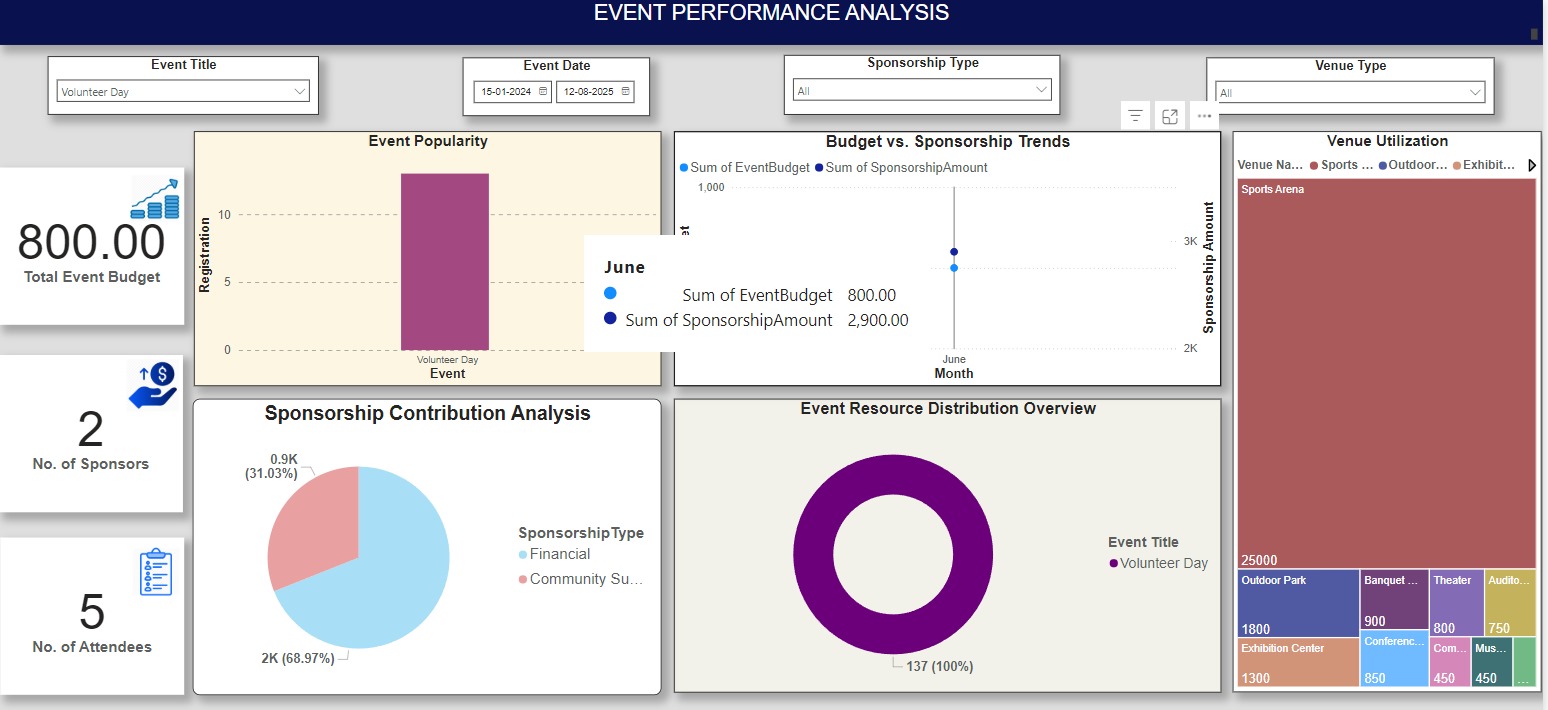 EVENT PERFORMANCE ANALYSIS
Event Title
Volunteer Day
Event Date
15-01-2024 12-08-2025
Sponsorship Type
All
Venue Type
All
800.00
Total Event Budget
2
No. of Sponsors
5
No. of Attendees
Event Popularity
Registration
10
5
0
Volunteer Day
Event
Budget vs. Sponsorship Trends
Sum of EventBudget Sum of SponsorshipAmount
1,000
et
3K
2K
Sponsorship Amount
June
Month
June
Sum of EventBudget 800.00
Sum of SponsorshipAmount 2,900.00
Venue Utilization
Venue Na... Sports ... Outdoor... Exhibit...
Sports Arena
25000
Outdoor Park
1800
Exhibition Center
1300
Banquet ...
900
Conferenc...
850
Theater
800
Audito...
750
Com...
450
Mus...
450
...
Sponsorship Contribution Analysis
0.9K
(31.03%)
2K (68.97%)
SponsorshipType
Financial
Community Su...
Event Resource Distribution Overview
137 (100%)
Event Title
Volunteer Day